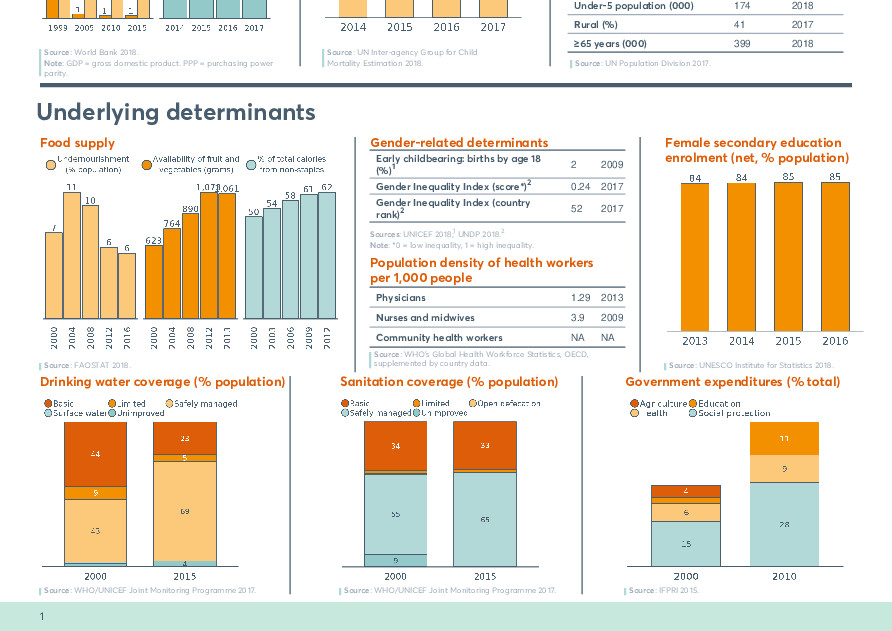 1
1
1
1999 2005 2010 2015
2014 2015 2016 2017
Source: World Bank 2018.
Note: GDP = gross domestic product. PPP = purchasing power
parity.
2014 2015 2016 2017
Source: UN Inter-agency Group for Child
Mortality Estimation 2018.
Under-5 population (000) 174 2018
Rural (%) 41 2017
≥65 years (000) 399 2018
Source: UN Population Division 2017.
Underlying determinants
Food supply
Undernourishment
(% population)
Availability of fruit and
vegetables (grams)
% of total calories
from non-staples
7 11 10 6 6
623 764 890 1,073 1,061
50 54 58 61 62
2000 2004 2008 2012 2016
2000 2004 2008 2012 2013
2000 2003 2006 2009 2012
Source: FAOSTAT 2018.
Gender-related determinants
Early childbearing: births by age 18
(%)1 2 2009
Gender Inequality Index (score*)2 0.24 2017
Gender Inequality Index (country
rank)2 52 2017
Sources: UNICEF 2018,1 UNDP 2018.2
Note: *0 = low inequality, 1 = high inequality.
Population density of health workers
per 1,000 people
Physicians 1.29 2013
Nurses and midwives 3.9 2009
Community health workers NA NA
Source: WHO's Global Health Workforce Statistics, OECD,
supplemented by country data.
Female secondary education
enrolment (net, % population)
84 84 85 85
2013 2014 2015 2016
Source: UNESCO Institute for Statistics 2018.
Drinking water coverage (% population)
Basic Limited Safely managed
Surface water Unimproved
44 9 43
23 5 69 4
2000 2015
Source: WHO/UNICEF Joint Monitoring Programme 2017.
Sanitation coverage (% population)
Basic Limited Open defecation
Safely managed Unimproved
34 55 9
33 65
2000 2015
Source: WHO/UNICEF Joint Monitoring Programme 2017.
Government expenditures (% total)
Agriculture Education
Health Social protection
4 6 15
11 9 28
2000 2010
Source: IFPRI 2015.
1